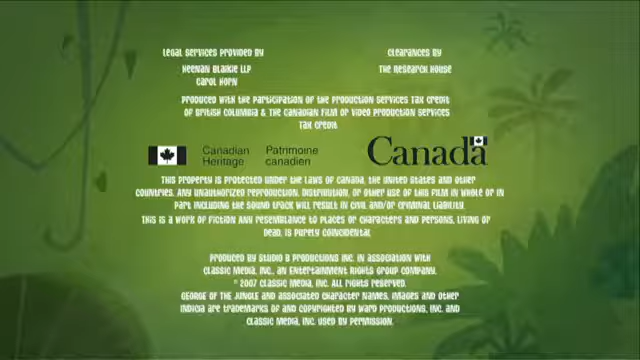 Legal Services Provided by
Clearances by
Heenan Blaikie LLP
The Research House
Carol Horn
Produced with the participation of the Production Services Tax Credit
of British Columbia & the Canadian Film or Video Production Services
Tax Credit
Canadian Heritage
Patrimoine canadien
Canada
This property is protected under the laws of Canada, the United States and other
countries. Any unauthorized reproduction, distribution, or other use of this film in whole or in
part including the sound track will result in civil and/or criminal liability.
This is a work of fiction any resemblance to places or characters and persons, living or
dead, is purely coincidental
Produced by Studio B Productions Inc. in association with
Classic Media, Inc., an Entertainment Rights Group Company.
© 2007 Classic Media, Inc. All rights reserved.
George of the Jungle and associated character names, images and other
indicia are trademarks of and copyrighted by Ward Productions, Inc. and
Classic Media, Inc. used by permission.